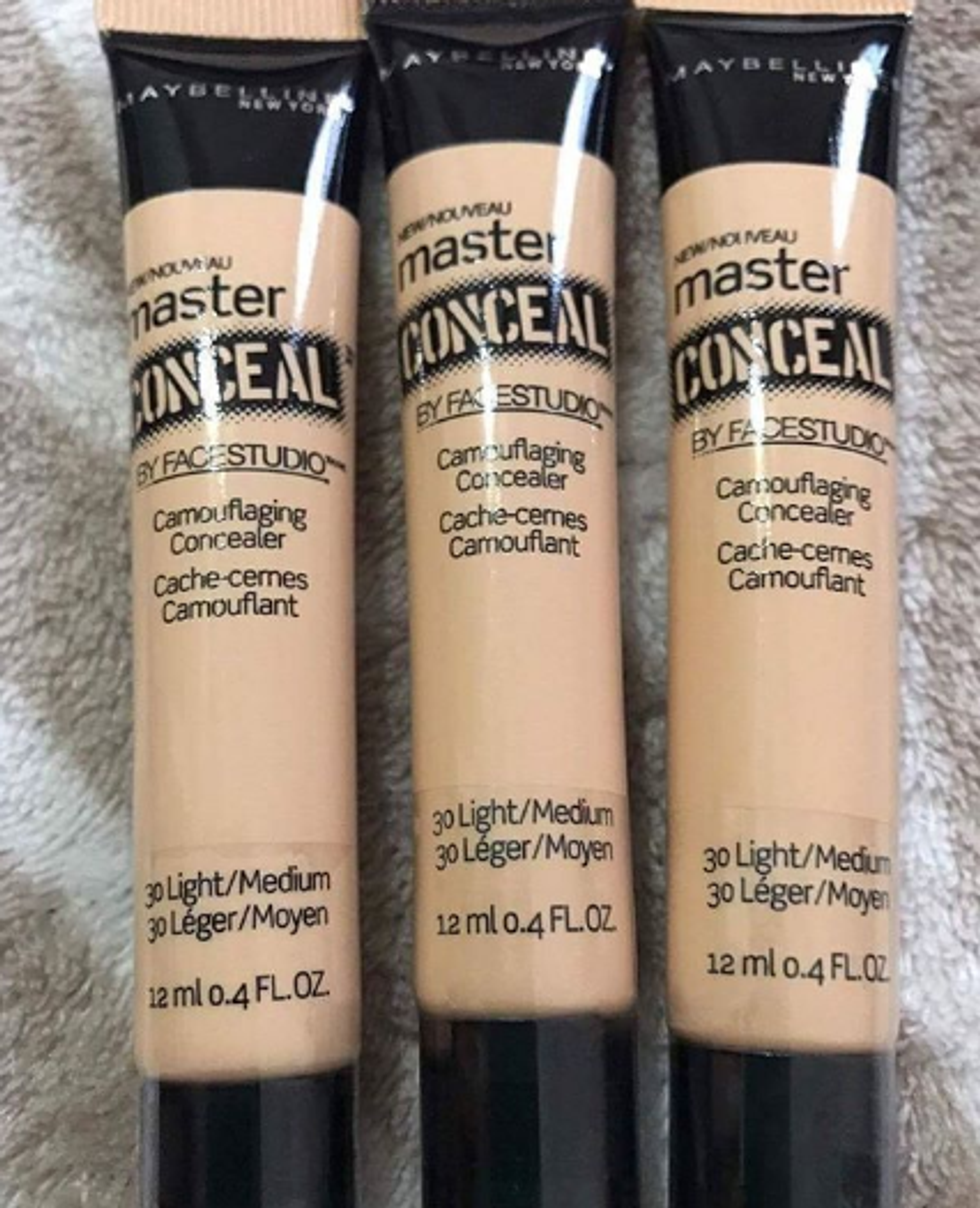 MAYBELLINE
NEW YORK
NEW/NOUVEAU
master
CONCEAL
BY FACESTUDIO
Camouflaging
Concealer
Cache-cernes
Camouflant
30 Light/Medium
30 Léger/Moyen
12 ml 0.4 FL.OZ.
MAYBELLINE
NEW YORK
NEW/NOUVEAU
master
CONCEAL
BY FACESTUDIO
Camouflaging
Concealer
Cache-cernes
Camouflant
30 Light/Medium
30 Léger/Moyen
12 ml 0.4 FL.OZ.
MAYBELLINE
NEW YORK
NEW/NOUVEAU
master
CONCEAL
BY FACESTUDIO
Camouflaging
Concealer
Cache-cernes
Camouflant
30 Light/Medium
30 Léger/Moyen
12 ml 0.4 FL.OZ.